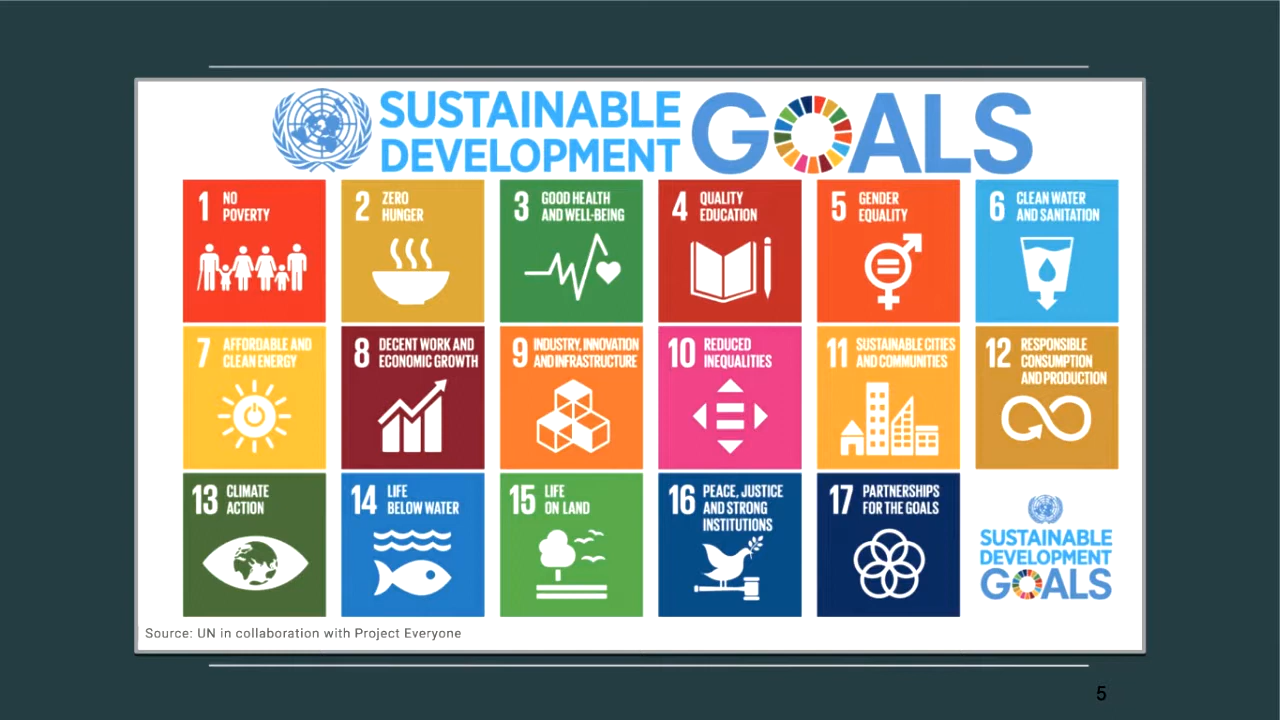 SUSTAINABLE
DEVELOPMENT
GOALS
1 NO
POVERTY
2 ZERO
HUNGER
3 GOOD HEALTH
AND WELL-BEING
4 QUALITY
EDUCATION
5 GENDER
EQUALITY
6 CLEAN WATER
AND SANITATION
7 AFFORDABLE AND
CLEAN ENERGY
8 DECENT WORK AND
ECONOMIC GROWTH
9 INDUSTRY, INNOVATION
AND INFRASTRUCTURE
10 REDUCED
INEQUALITIES
11 SUSTAINABLE CITIES
AND COMMUNITIES
12 RESPONSIBLE
CONSUMPTION
AND PRODUCTION
13 CLIMATE
ACTION
14 LIFE
BELOW WATER
15 LIFE
ON LAND
16 PEACE, JUSTICE
AND STRONG
INSTITUTIONS
17 PARTNERSHIPS
FOR THE GOALS
SUSTAINABLE
DEVELOPMENT
GOALS
Source: UN in collaboration with Project Everyone
5